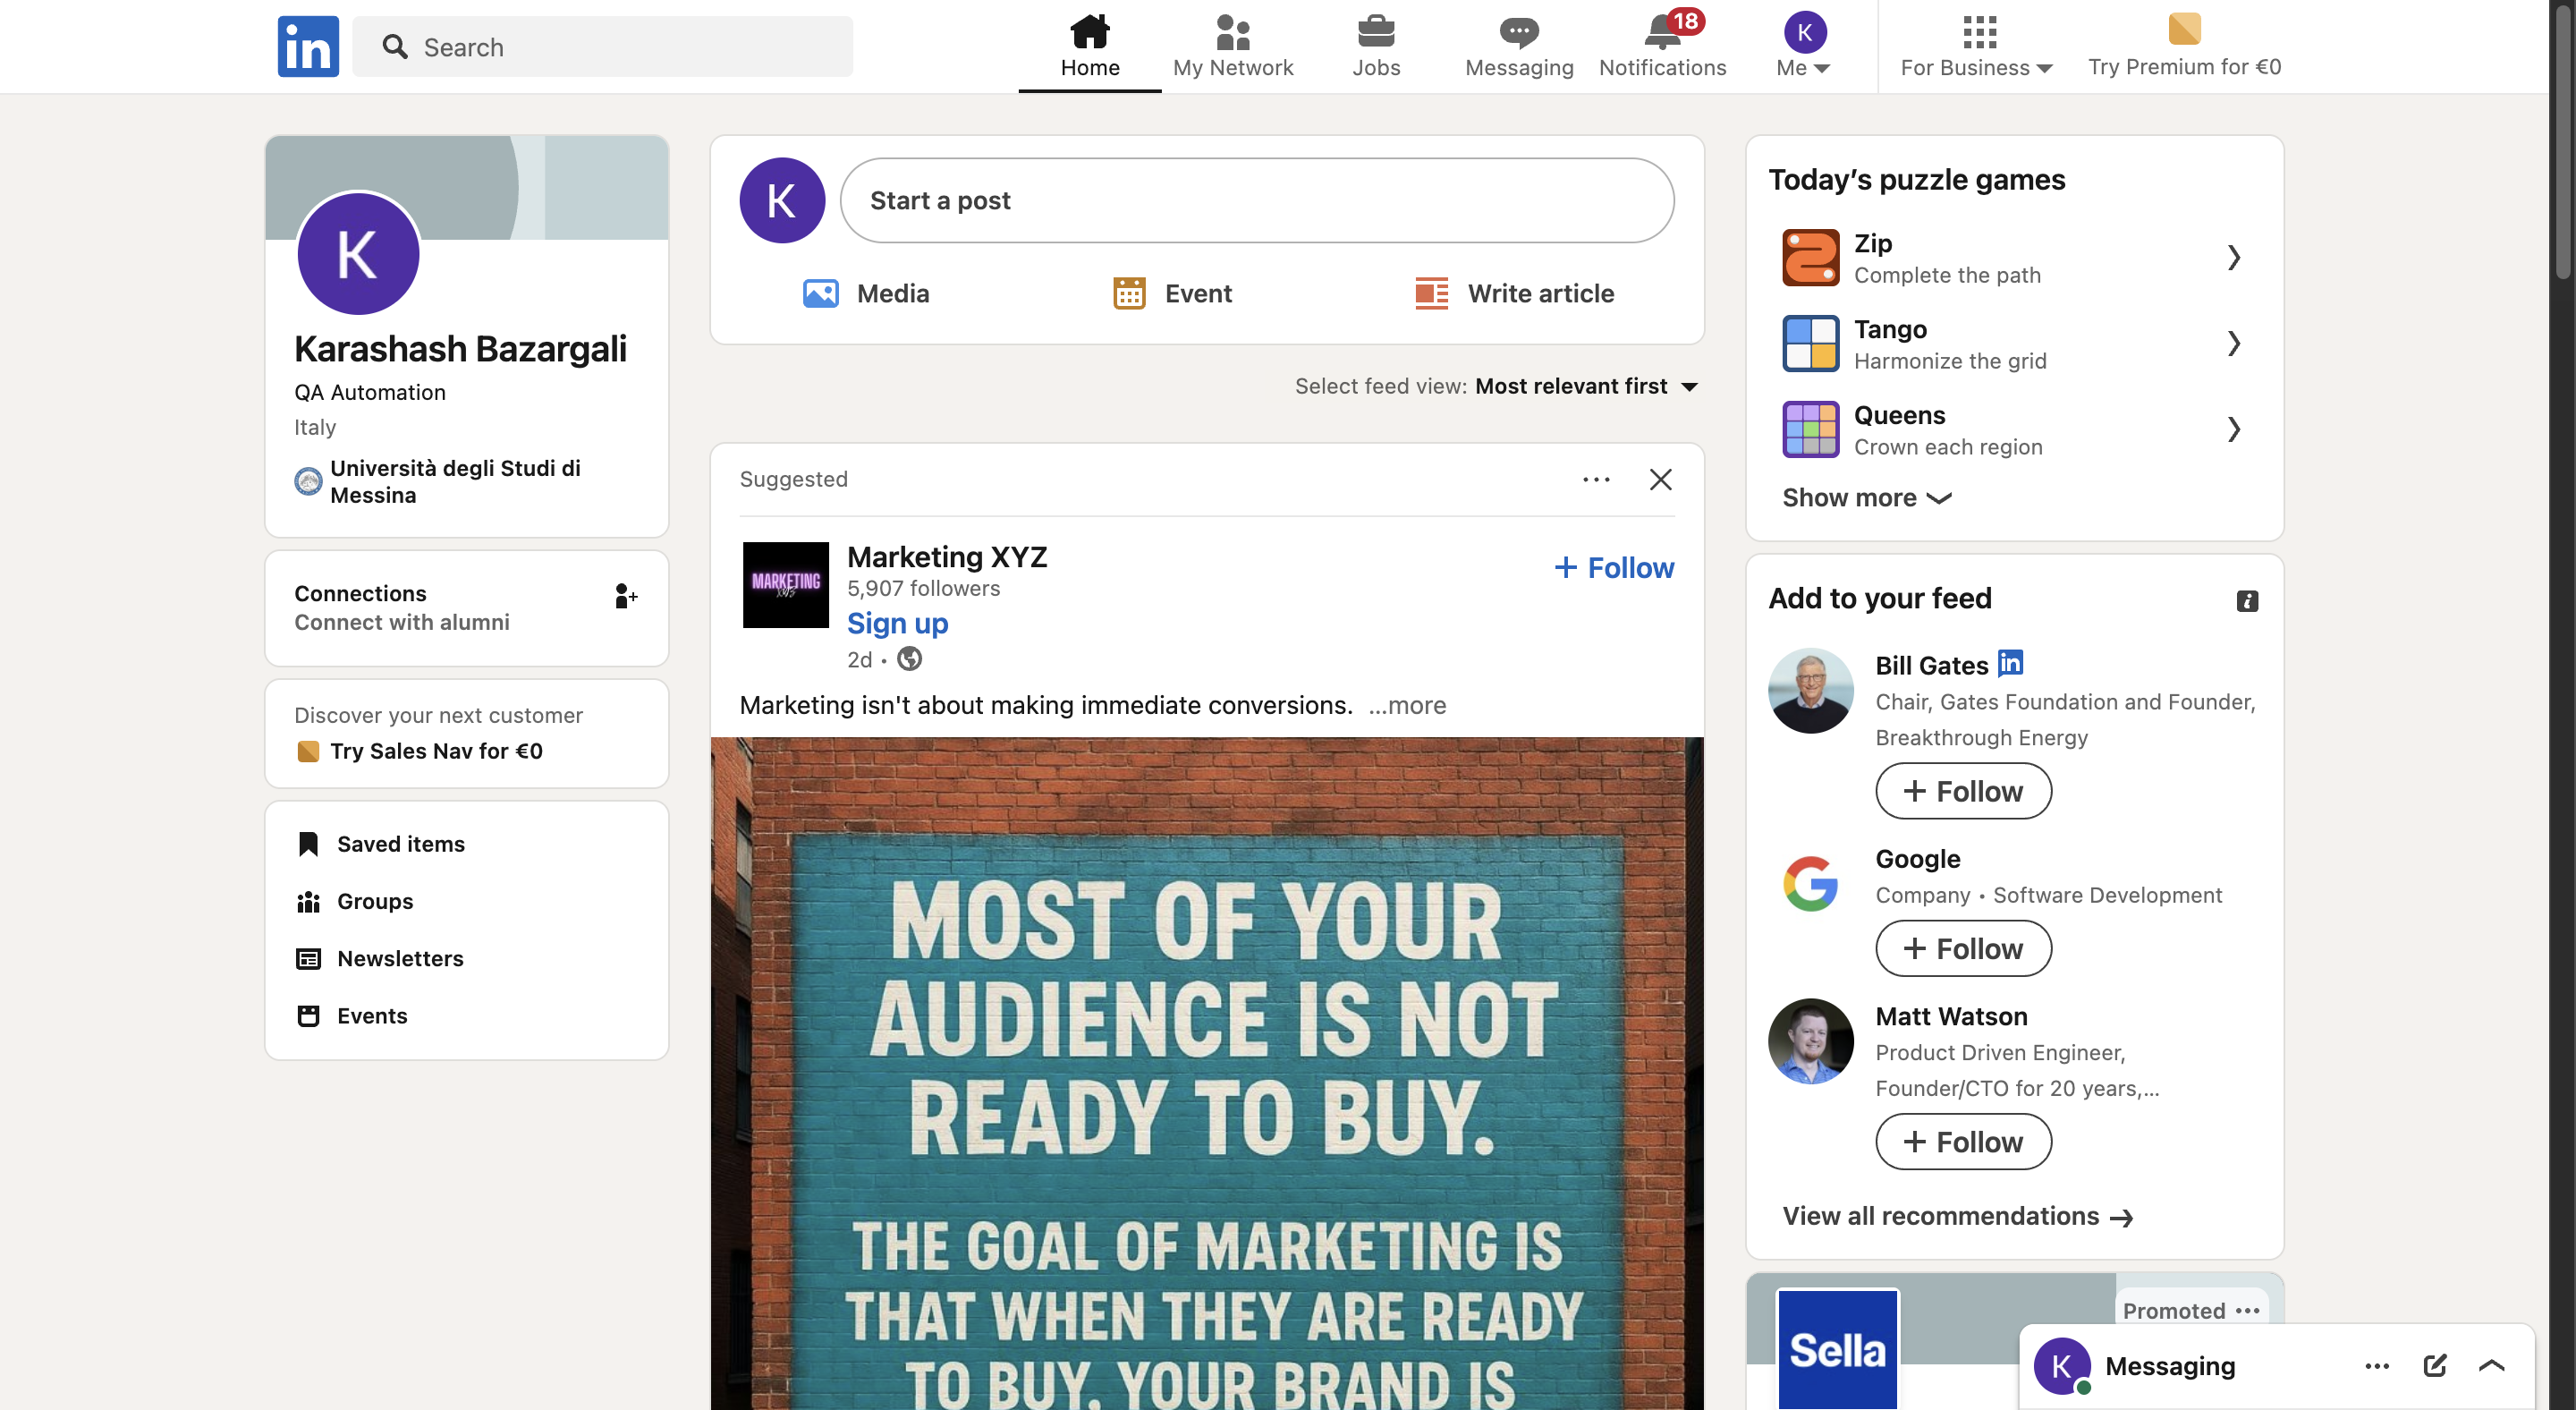 in
Search
Home
My Network
Jobs
Messaging
18
Notifications
K
Me
For Business
Try Premium for €0
K
Karashash Bazargali
QA Automation
Italy
Università degli Studi di
Messina
Connections
Connect with alumni
Discover your next customer
Try Sales Nav for €0
Saved items
Groups
Newsletters
Events
K
Start a post
Media
Event
Write article
Select feed view: Most relevant first
Suggested
MARKETING
Marketing XYZ
5,907 followers
Sign up
2d •
+ Follow
Marketing isn't about making immediate conversions. ...more
MOST OF YOUR
AUDIENCE IS NOT
READY TO BUY.
THE GOAL OF MARKETING IS
THAT WHEN THEY ARE READY
TO BUY, YOUR BRAND IS
Today’s puzzle games
Zip
Complete the path
Tango
Harmonize the grid
Queens
Crown each region
Show more
Add to your feed
Bill Gates in
Chair, Gates Foundation and Founder,
Breakthrough Energy
+ Follow
Google
Company • Software Development
+ Follow
Matt Watson
Product Driven Engineer,
Founder/CTO for 20 years,...
+ Follow
View all recommendations →
Promoted
Sella
K
Messaging